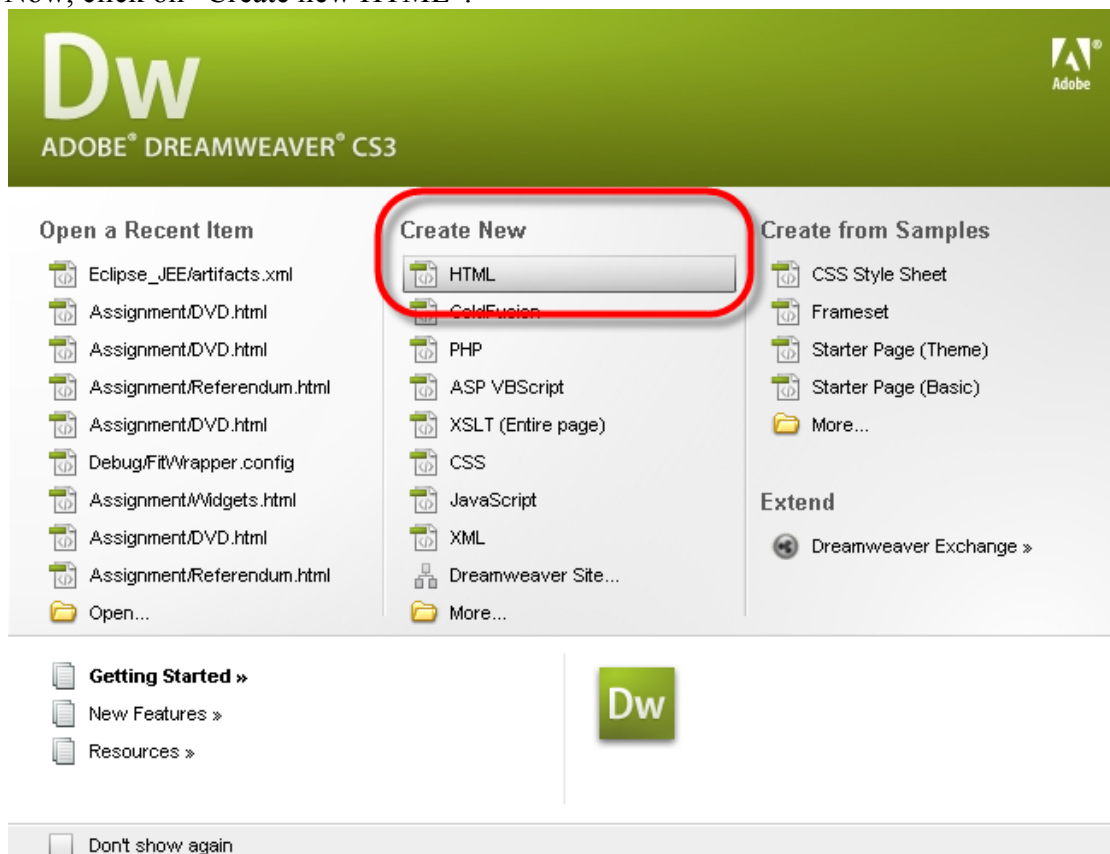 Now, click on "Create new HTML".
Dw
Adobe
ADOBE® DREAMWEAVER® CS3
Open a Recent Item
Eclipse_JEE/artifacts.xml
Assignment/DVD.html
Assignment/DVD.html
Assignment/Referendum.html
Assignment/DVD.html
Debug/FitWrapper.config
Assignment/Widgets.html
Assignment/DVD.html
Assignment/Referendum.html
Open...
Create New
HTML
ColdFusion
PHP
ASP VBScript
XSLT (Entire page)
CSS
JavaScript
XML
Dreamweaver Site...
More...
Create from Samples
CSS Style Sheet
Frameset
Starter Page (Theme)
Starter Page (Basic)
More...
Extend
Dreamweaver Exchange »
Getting Started »
New Features »
Resources »
Dw
Don't show again